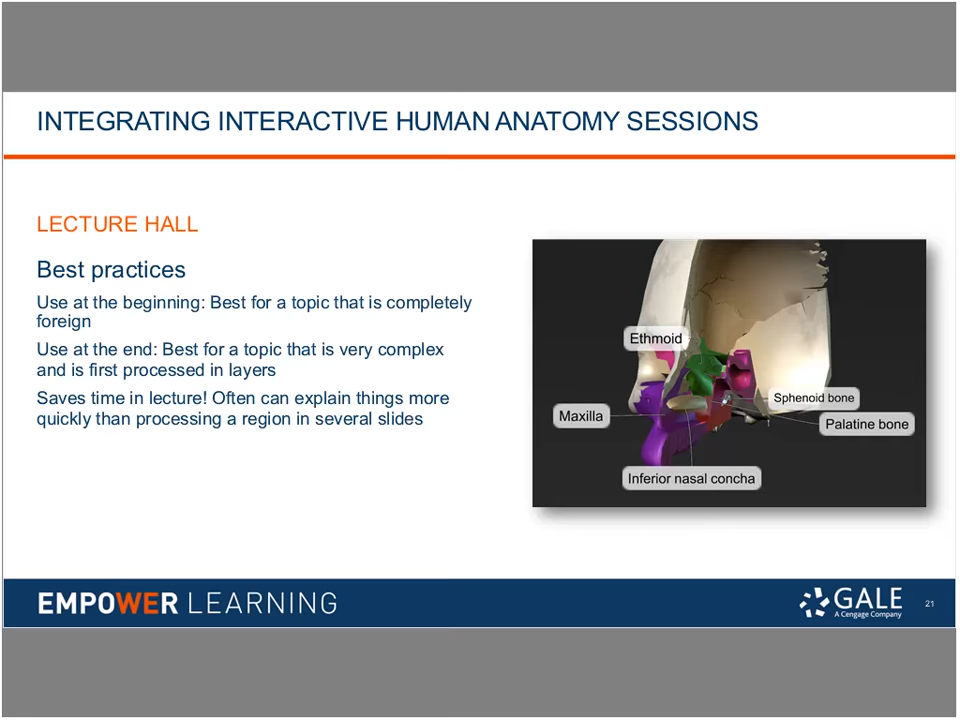 INTEGRATING INTERACTIVE HUMAN ANATOMY SESSIONS
LECTURE HALL
Best practices
Use at the beginning: Best for a topic that is completely
foreign
Use at the end: Best for a topic that is very complex
and is first processed in layers
Saves time in lecture! Often can explain things more
quickly than processing a region in several slides
Ethmoid
Sphenoid bone
Maxilla
Palatine bone
Inferior nasal concha
EMPOWER LEARNING
GALE
A Cengage Company
21